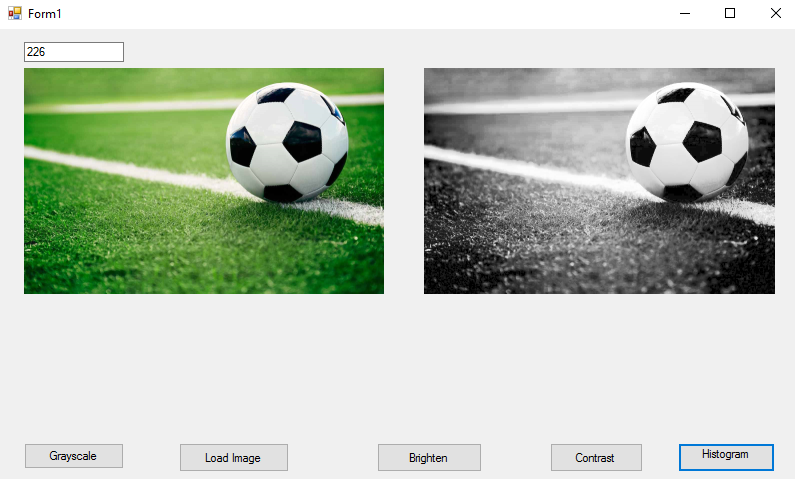 Form1
226
Grayscale
Load Image
Brighten
Contrast
Histogram